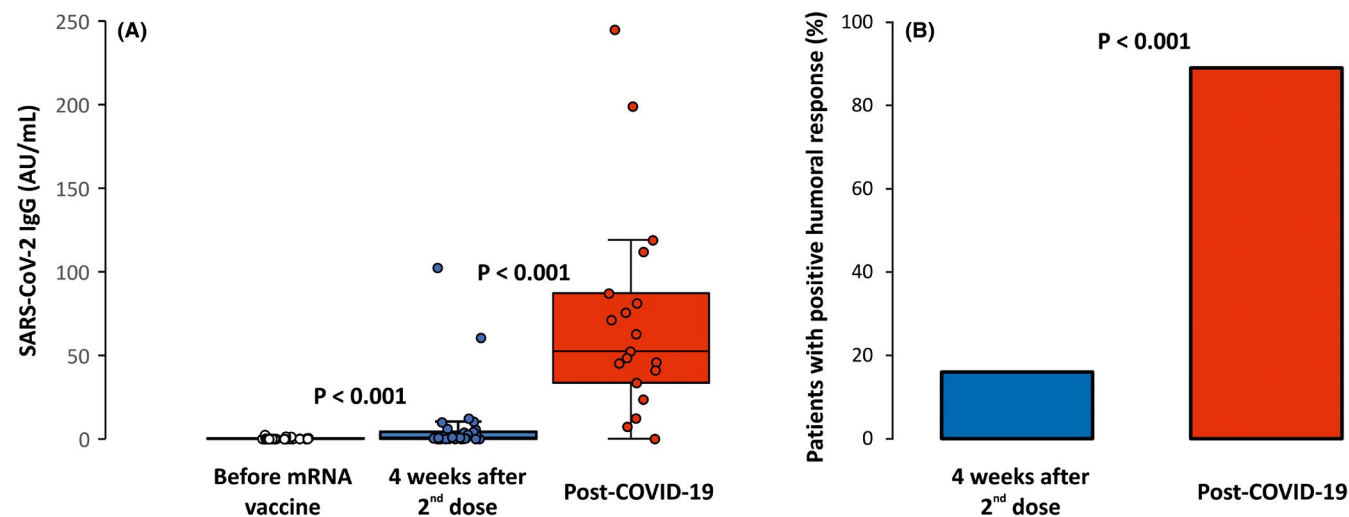 (A)
SARS-CoV-2 IgG (AU/mL)
250
200
150
100
50
0
P < 0.001
P < 0.001
Before mRNA
vaccine
4 weeks after
2nd dose
Post-COVID-19
(B)
Patients with positive humoral response (%)
100
80
60
40
20
0
P < 0.001
4 weeks after
2nd dose
Post-COVID-19